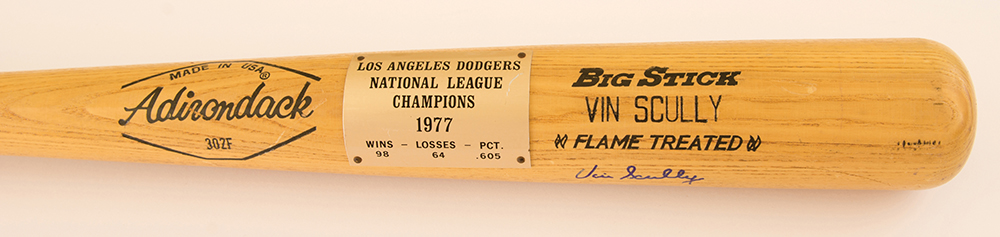 MADE IN USA®
Adirondack
302F
LOS ANGELES DODGERS
NATIONAL LEAGUE
CHAMPIONS
1977
WINS - LOSSES - PCT.
98 64 .605
BIG STICK
VIN SCULLY
FLAME TREATED
Vin Scully